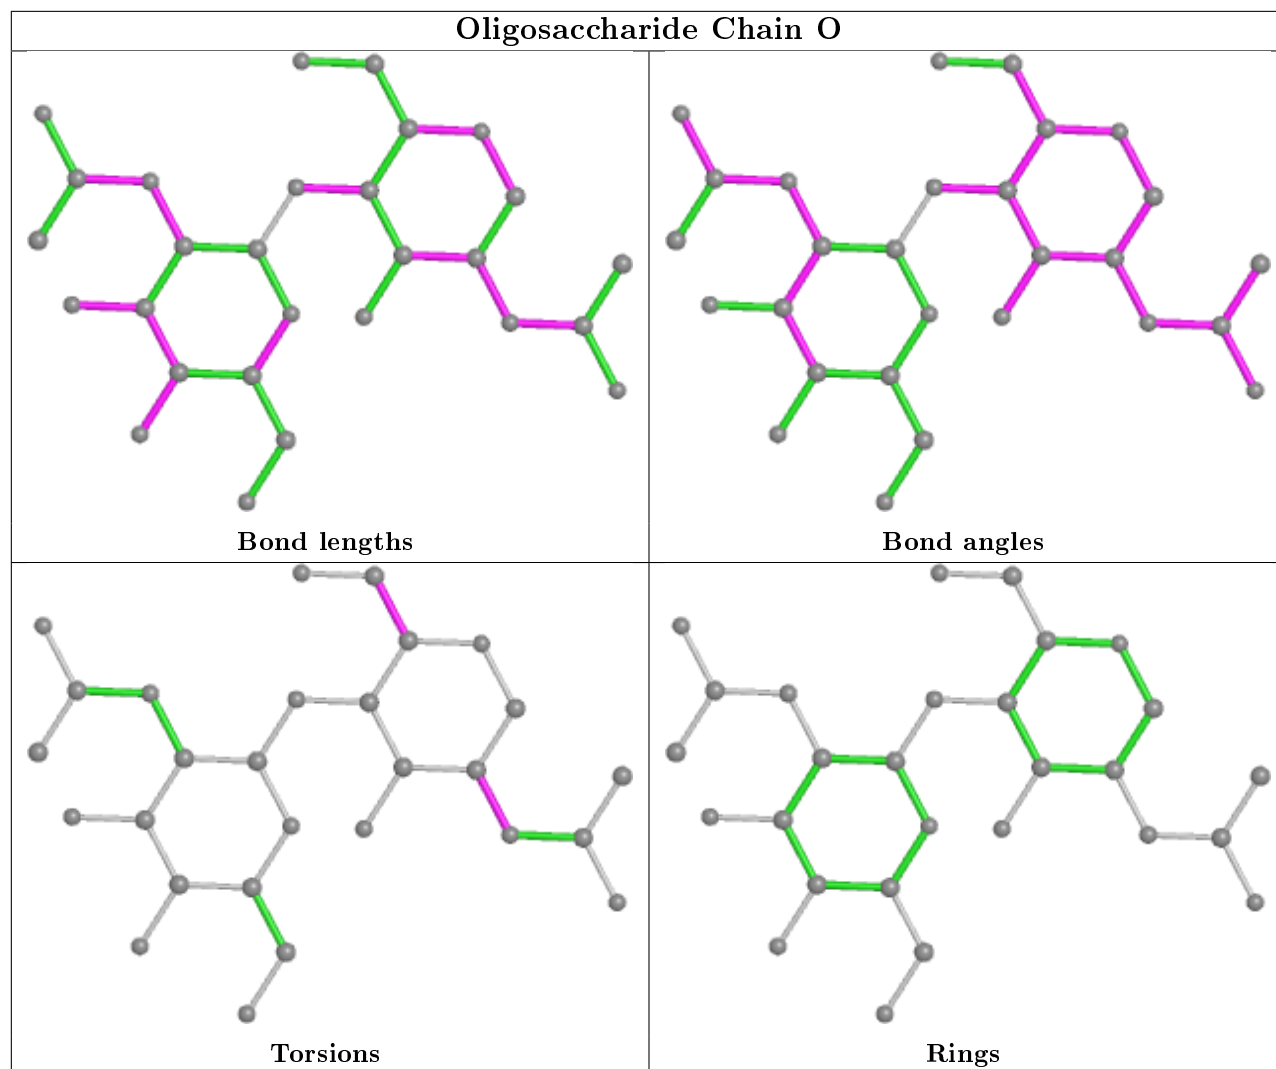 Oligosaccharide Chain O
Bond lengths
Bond angles
Torsions
Rings